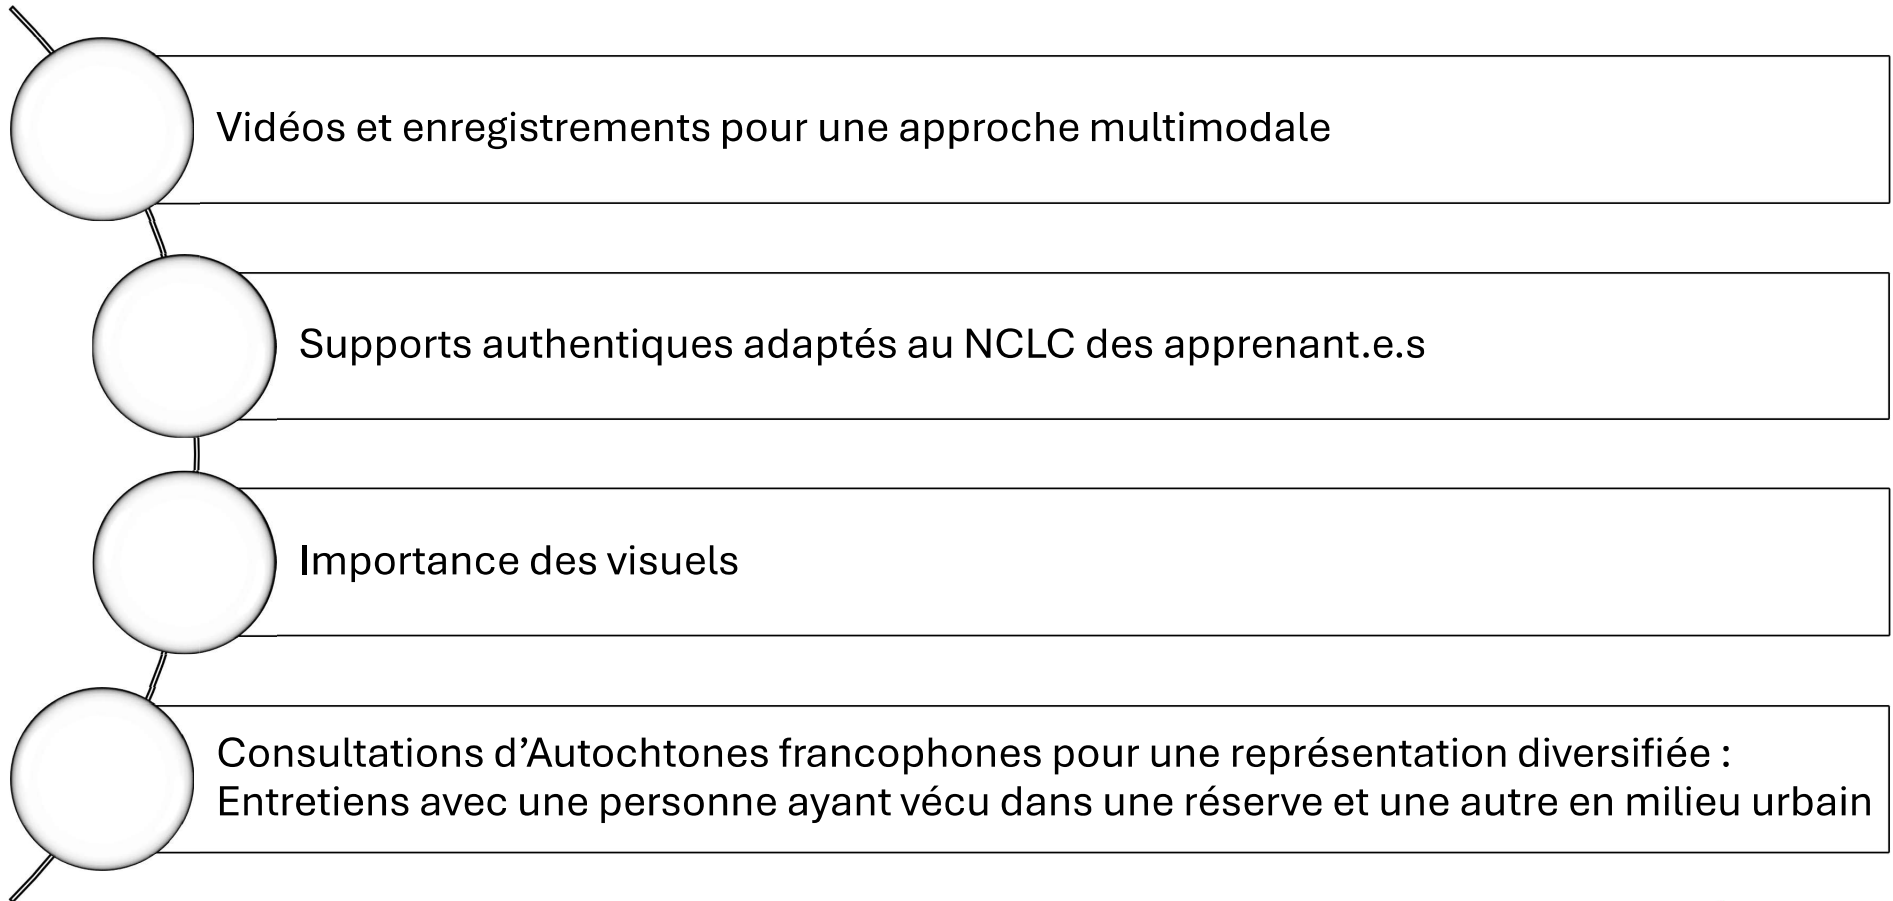 Vidéos et enregistrements pour une approche multimodale
Supports authentiques adaptés au NCLC des apprenant.e.s
Importance des visuels
Consultations d’Autochtones francophones pour une représentation diversifiée :
Entretiens avec une personne ayant vécu dans une réserve et une autre en milieu urbain